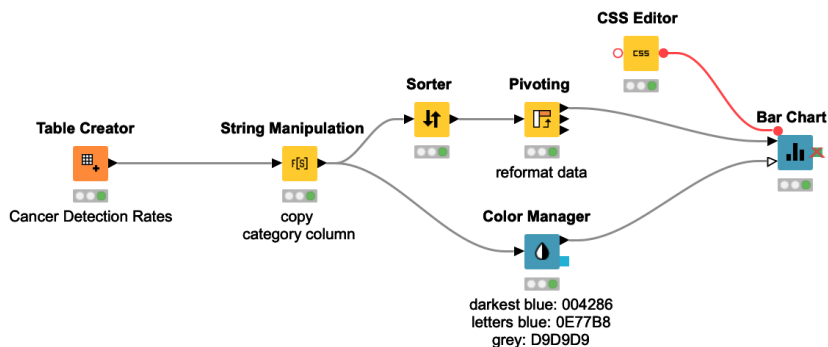 CSS Editor
CSS
Sorter
Pivoting
Bar Chart
Table Creator
String Manipulation
F[S]
reformat data
Cancer Detection Rates
copy
category column
Color Manager
darkest blue: 004286
letters blue: 0E77B8
grey: D9D9D9